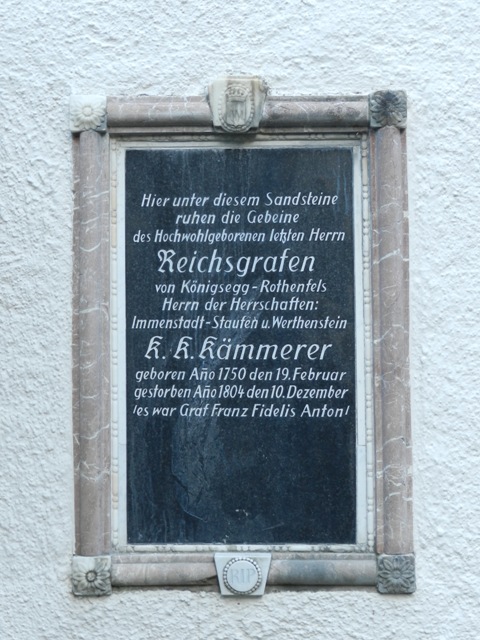 Hier unter diesem Sandsteine
ruhen die Gebeine
des Hochwohlgeborenen letzten Herrn
Reichsgrafen
von Königsegg-Rothenfels
Herrn der Herrschaften:
Immenstadt-Staufen u. Werthenstein
k. k. Kämmerer
geboren Año 1750 den 19. Februar
gestorben Año 1804 den 10. Dezember
/es war Graf Franz Fidelis Anton/
RIP